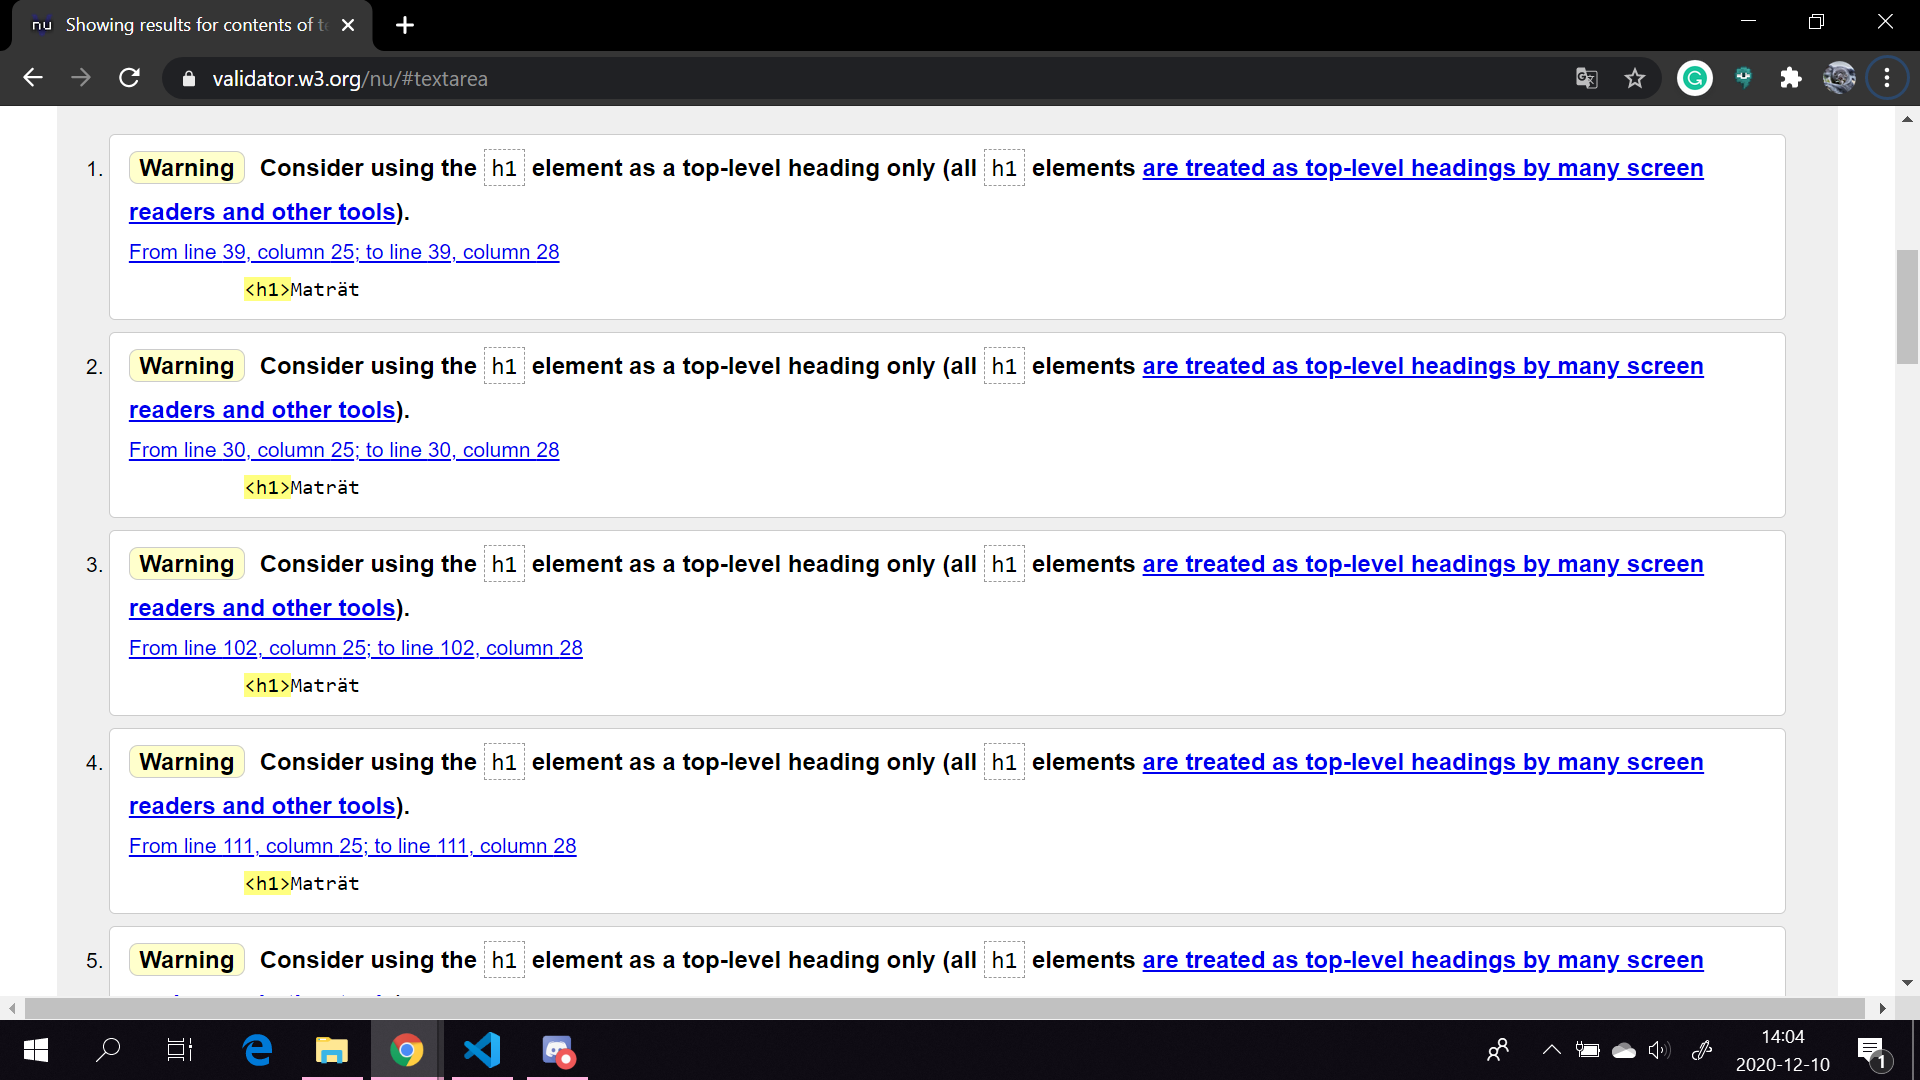 nu Showing results for contents of te
validator.w3.org/nu/#textarea
1. Warning Consider using the h1 element as a top-level heading only (all h1 elements are treated as top-level headings by many screen
readers and other tools).
From line 39, column 25; to line 39, column 28
<h1>Maträt
2. Warning Consider using the h1 element as a top-level heading only (all h1 elements are treated as top-level headings by many screen
readers and other tools).
From line 30, column 25; to line 30, column 28
<h1>Maträt
3. Warning Consider using the h1 element as a top-level heading only (all h1 elements are treated as top-level headings by many screen
readers and other tools).
From line 102, column 25; to line 102, column 28
<h1>Maträt
4. Warning Consider using the h1 element as a top-level heading only (all h1 elements are treated as top-level headings by many screen
readers and other tools).
From line 111, column 25; to line 111, column 28
<h1>Maträt
5. Warning Consider using the h1 element as a top-level heading only (all h1 elements are treated as top-level headings by many screen
14:04
2020-12-10
1